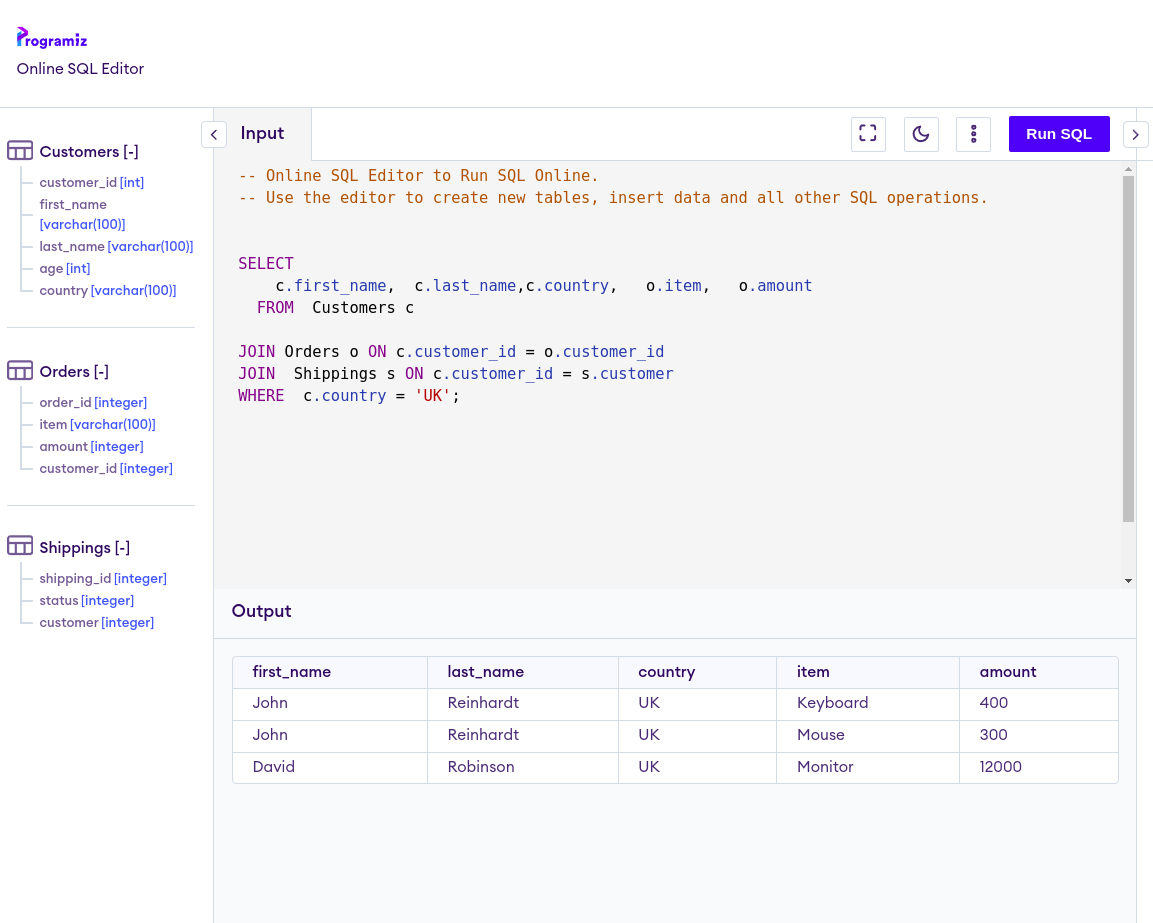 Programiz
Online SQL Editor
Customers [-]
customer_id [int]
first_name
[varchar(100)]
last_name [varchar(100)]
age [int]
country [varchar(100)]
Orders [-]
order_id [integer]
item [varchar(100)]
amount [integer]
customer_id [integer]
Shippings [-]
shipping_id [integer]
status [integer]
customer [integer]
Input
Run SQL
-- Online SQL Editor to Run SQL Online.
-- Use the editor to create new tables, insert data and all other SQL operations.
SELECT
    c.first_name,  c.last_name,c.country,   o.item,   o.amount
  FROM  Customers c
JOIN Orders o ON c.customer_id = o.customer_id
JOIN  Shippings s ON c.customer_id = s.customer
WHERE  c.country = 'UK';
Output
first_name last_name country item amount
John Reinhardt UK Keyboard 400
John Reinhardt UK Mouse 300
David Robinson UK Monitor 12000